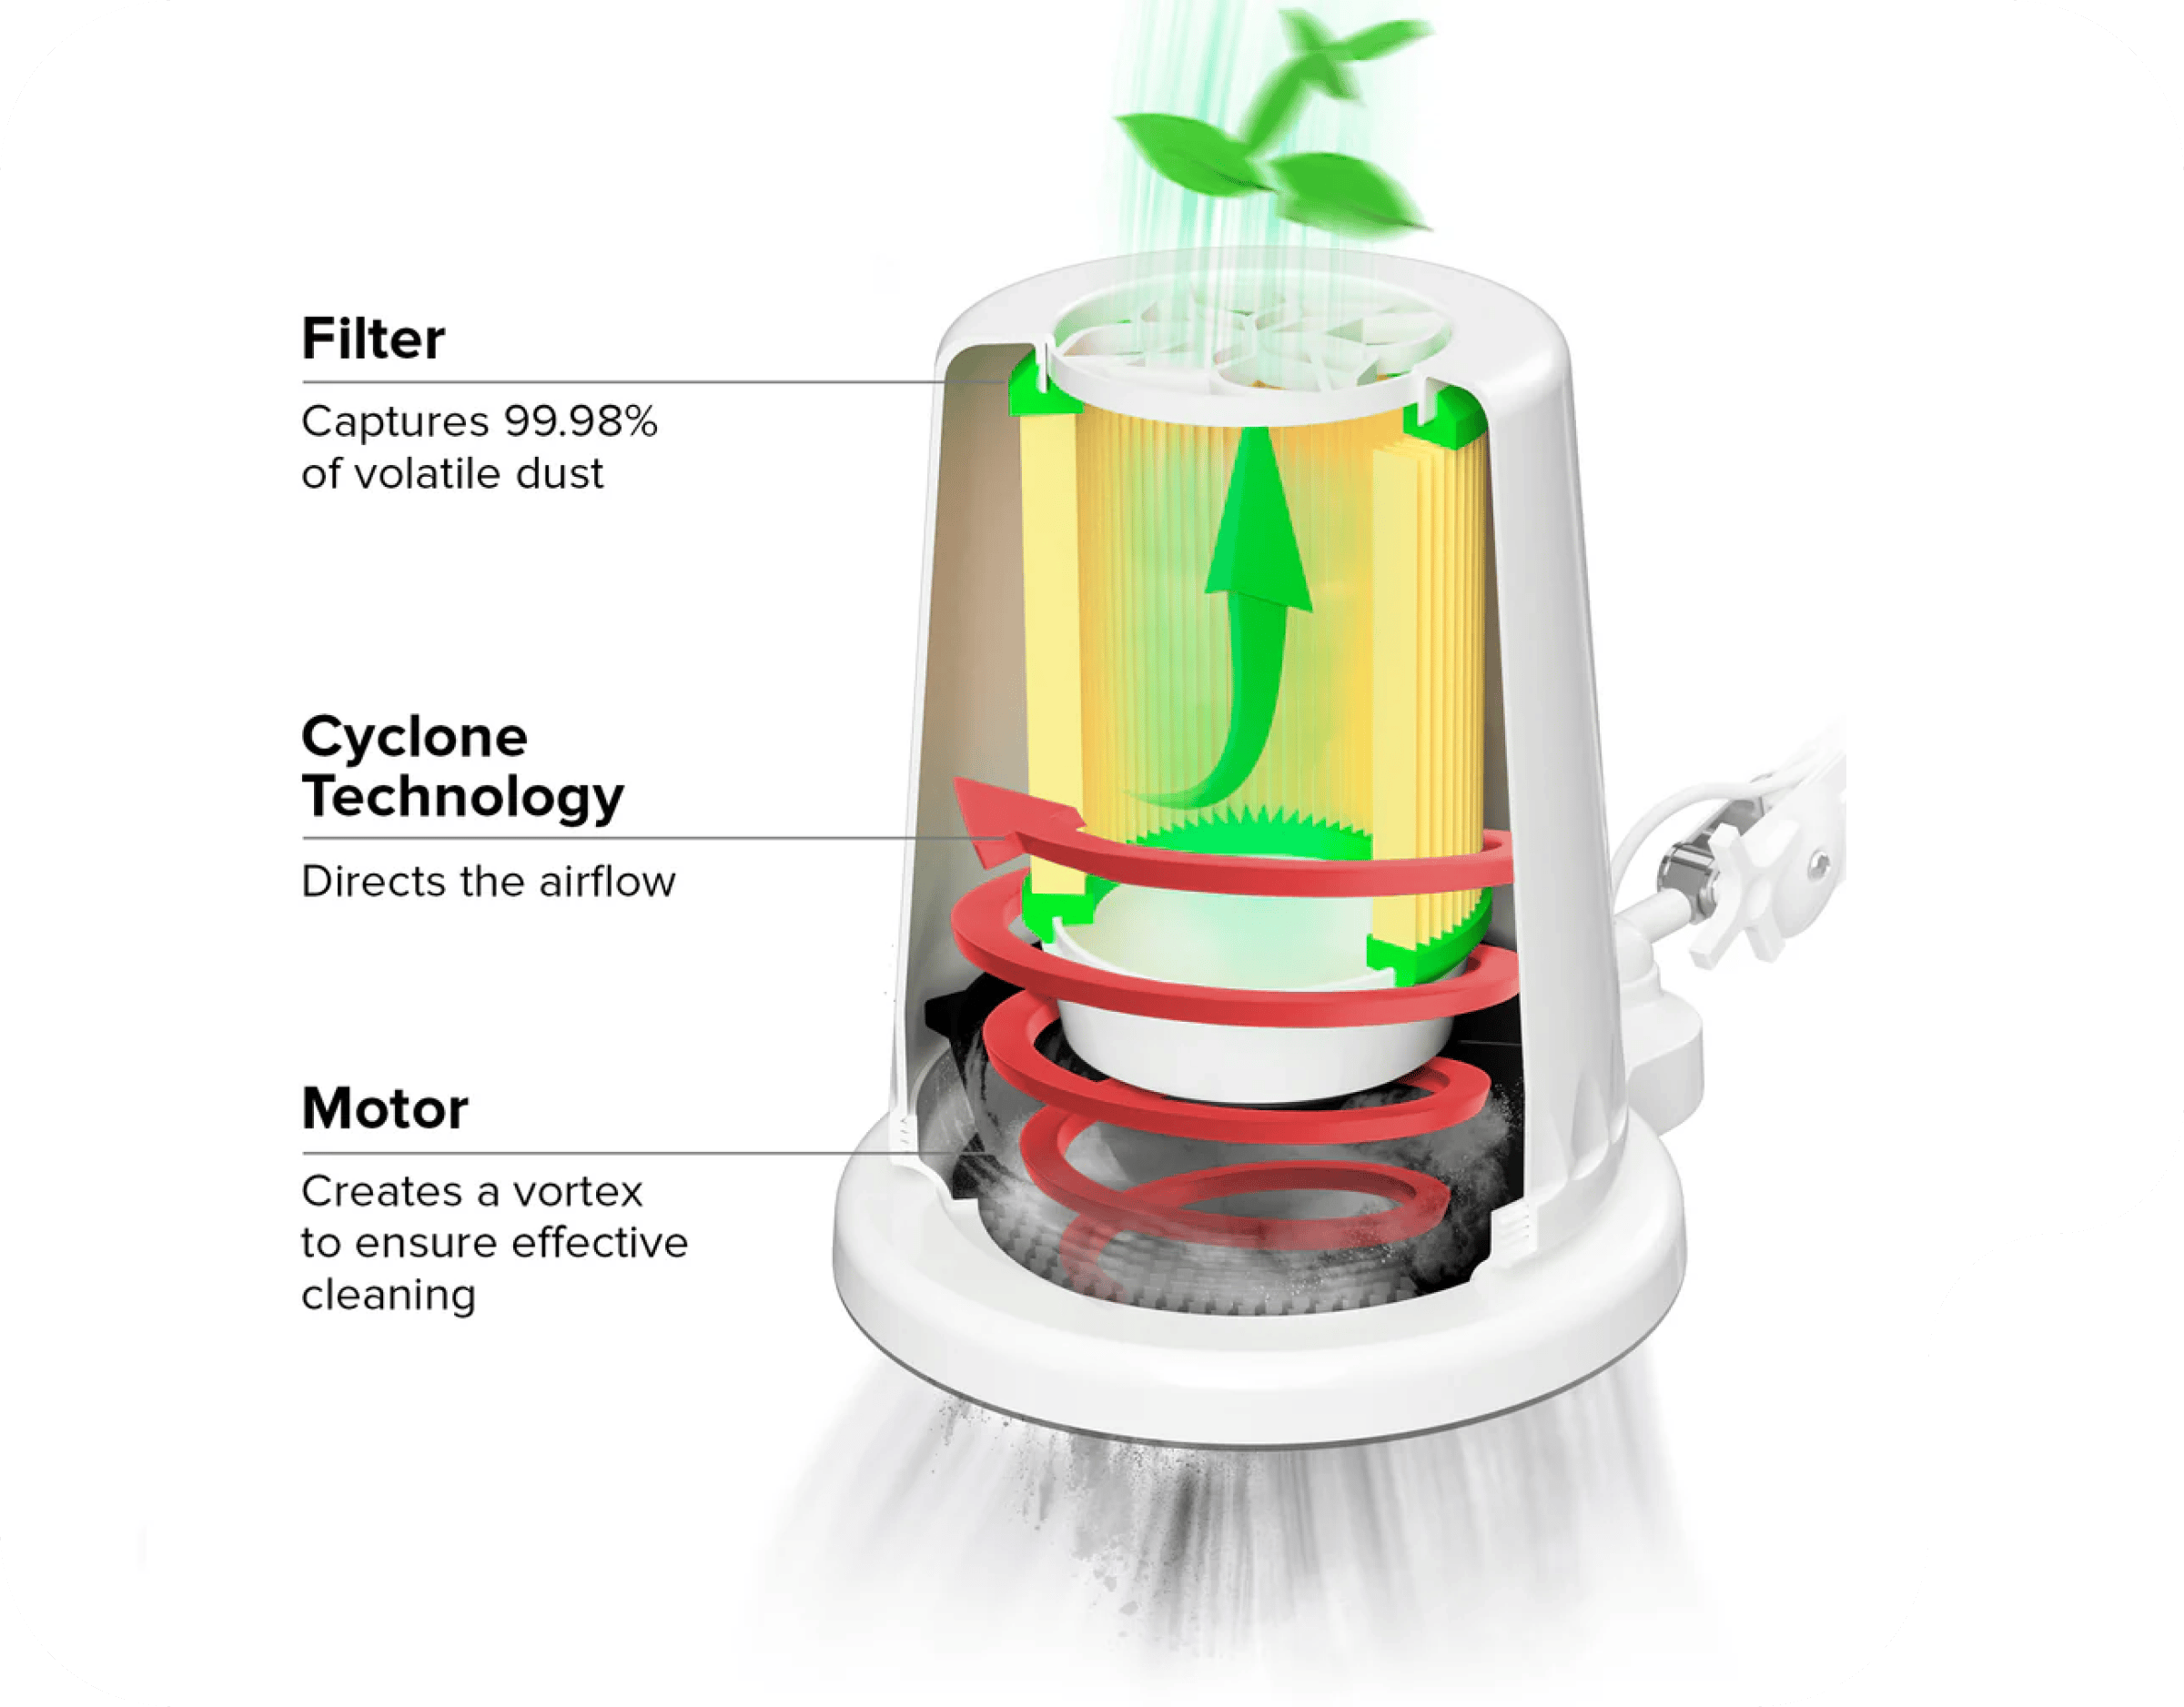 Filter
Captures 99.98%
of volatile dust
Cyclone
Technology
Directs the airflow
Motor
Creates a vortex
to ensure effective
cleaning